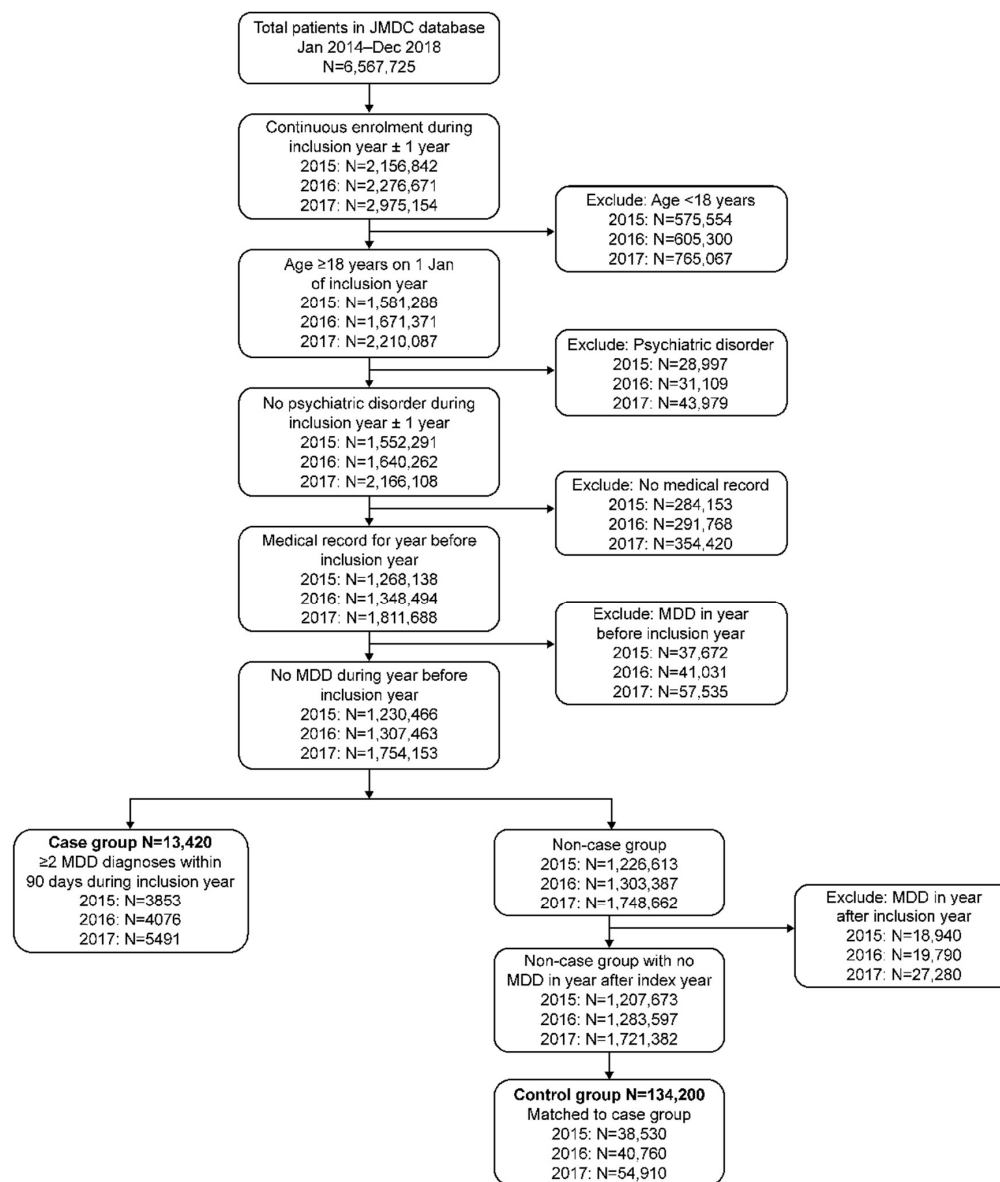 Total patients in JMDC database
Jan 2014–Dec 2018
N=6,567,725
Continuous enrolment during
inclusion year ± 1 year
2015: N=2,156,842
2016: N=2,276,671
2017: N=2,975,154
Exclude: Age <18 years
2015: N=575,554
2016: N=605,300
2017: N=765,067
Age ≥18 years on 1 Jan
of inclusion year
2015: N=1,581,288
2016: N=1,671,371
2017: N=2,210,087
Exclude: Psychiatric disorder
2015: N=28,997
2016: N=31,109
2017: N=43,979
No psychiatric disorder during
inclusion year ± 1 year
2015: N=1,552,291
2016: N=1,640,262
2017: N=2,166,108
Exclude: No medical record
2015: N=284,153
2016: N=291,768
2017: N=354,420
Medical record for year before
inclusion year
2015: N=1,268,138
2016: N=1,348,494
2017: N=1,811,688
Exclude: MDD in year
before inclusion year
2015: N=37,672
2016: N=41,031
2017: N=57,535
No MDD during year before
inclusion year
2015: N=1,230,466
2016: N=1,307,463
2017: N=1,754,153
Case group N=13,420
≥2 MDD diagnoses within
90 days during inclusion year
2015: N=3853
2016: N=4076
2017: N=5491
Non-case group
2015: N=1,226,613
2016: N=1,303,387
2017: N=1,748,662
Exclude: MDD in year
after inclusion year
2015: N=18,940
2016: N=19,790
2017: N=27,280
Non-case group with no
MDD in year after index year
2015: N=1,207,673
2016: N=1,283,597
2017: N=1,721,382
Control group N=134,200
Matched to case group
2015: N=38,530
2016: N=40,760
2017: N=54,910